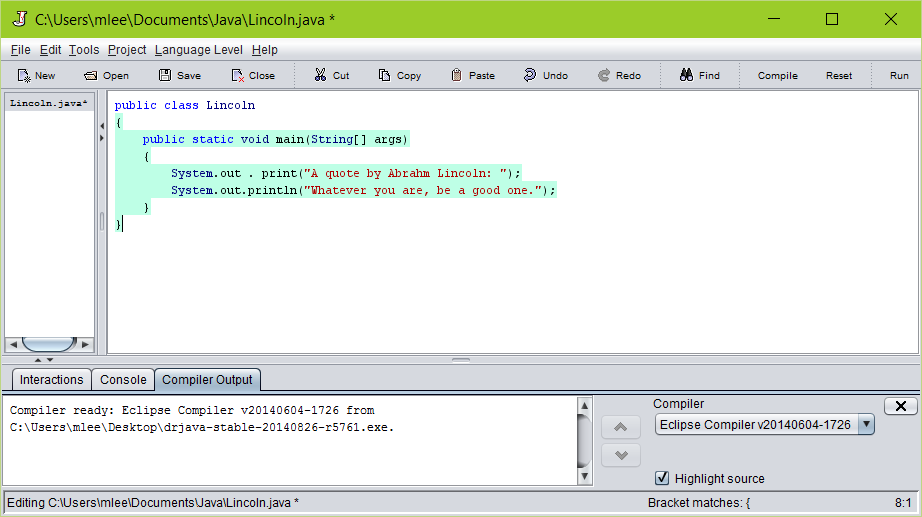 C:\Users\mlee\Documents\Java\Lincoln.java *
File Edit Tools Project Language Level Help
New Open Save Close Cut Copy Paste Undo Redo Find Compile Reset Run
Lincoln.java*
public class Lincoln
{
    public static void main(String[] args)
    {
        System.out . print("A quote by Abrahm Lincoln: ");
        System.out.println("Whatever you are, be a good one.");
    }
}
Interactions Console Compiler Output
Compiler ready: Eclipse Compiler v20140604-1726 from
C:\Users\mlee\Desktop\drjava-stable-20140826-r5761.exe.
Compiler
Eclipse Compiler v20140604-1726
Highlight source
Editing C:\Users\mlee\Documents\Java\Lincoln.java * Bracket matches: { 8:1